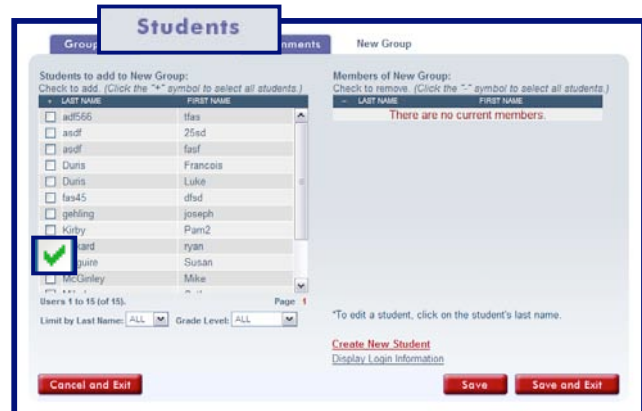 Students
Group
nments
New Group
Students to add to New Group:
Check to add. (Click the "+" symbol to select all students.)
+ LAST NAME FIRST NAME
adf566 tfas
asdf 25sd
asdf fasf
Duris Francois
Duris Luke
fas45 dfsd
gehling joseph
Kirby Pam2
kard ryan
guire Susan
McGinley Mike
Users 1 to 15 (of 15). Page 1
Limit by Last Name: ALL Grade Level: ALL
Members of New Group:
Check to remove. (Click the "-" symbol to select all students.)
- LAST NAME FIRST NAME
There are no current members.
*To edit a student, click on the student's last name.
Create New Student
Display Login Information
Cancel and Exit
Save
Save and Exit